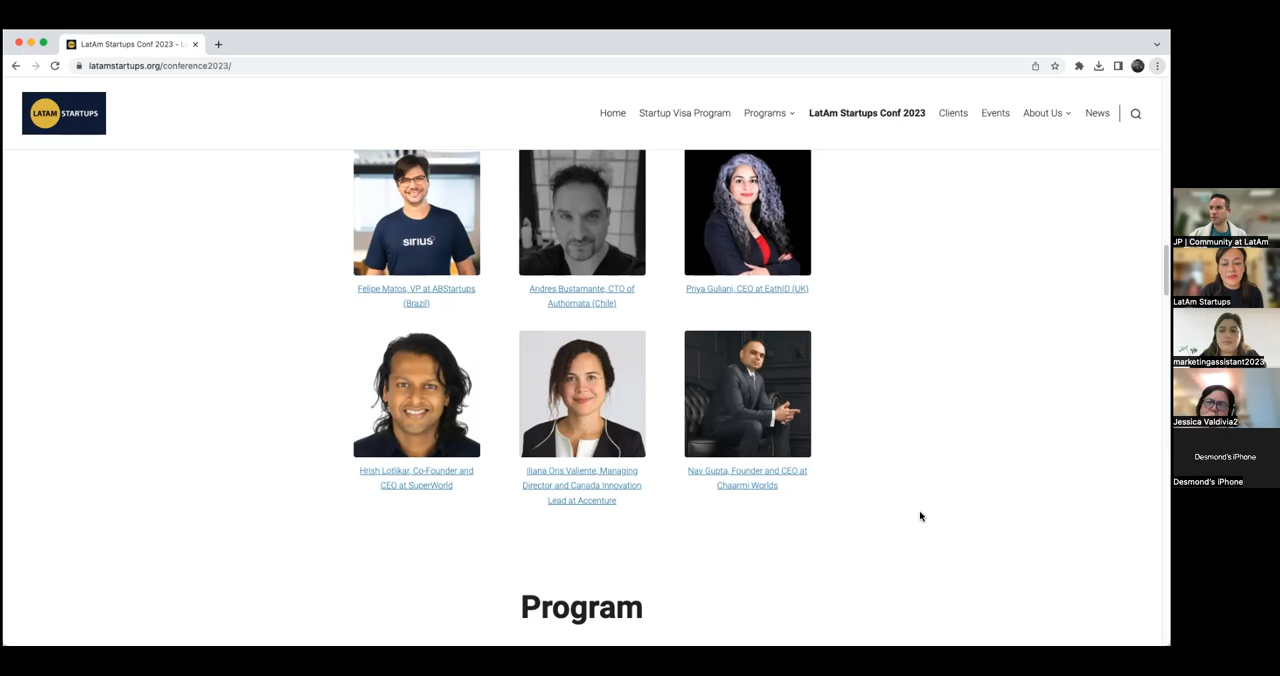 LatAm Startups Conf 2023 - L
latamstartups.org/conference2023/
LATAM STARTUPS
Home
Startup Visa Program
Programs
LatAm Startups Conf 2023
Clients
Events
About Us
News
sirius
Felipe Matos, VP at ABStartups
(Brazil)
Andres Bustamante, CTO of
Authomata (Chile)
Priya Guliani, CEO at EathID (UK)
Hrish Lotlikar, Co-Founder and
CEO at SuperWorld
Iliana Oris Valiente, Managing
Director and Canada Innovation
Lead at Accenture
Nav Gupta, Founder and CEO at
Chaarmi Worlds
Program
JP | Community at LatAm
LatAm Startups
marketingassistant2023
Jessica Valdivia2
Desmond's iPhone
Desmond's iPhone